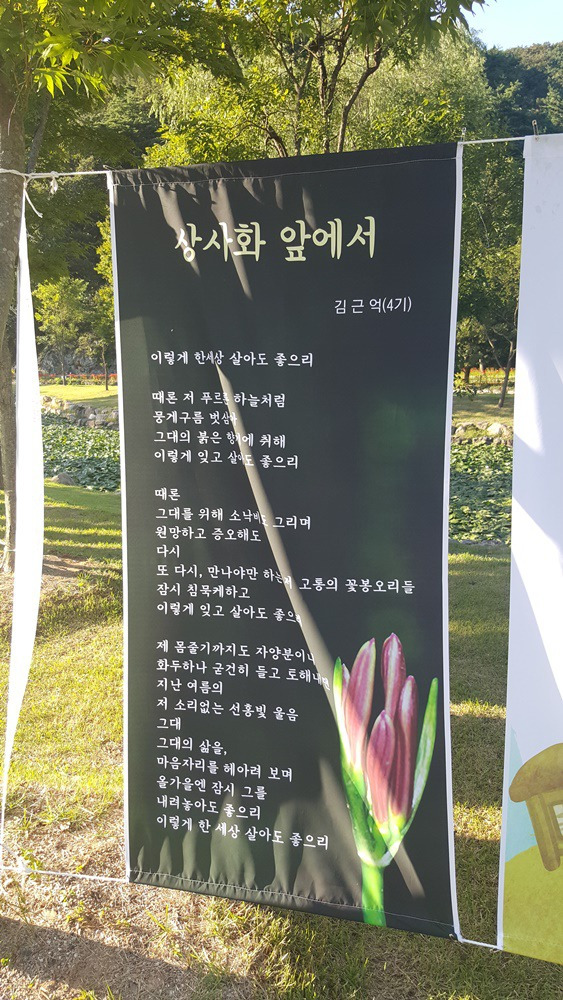 상사화 앞에서
김 근 억(4기)
이렇게 한세상 살아도 좋으리
때론 저 푸르른 하늘처럼
뭉게구름 벗삼아
그대의 붉은 향기에 취해
이렇게 잊고 살아도 좋으리
때론
그대를 위해 소낙비도 그리며
원망하고 증오해도
다시
또 다시, 만나야만 하는 고통의 꽃봉오리들
잠시 침묵케하고
이렇게 잊고 살아도 좋으리
제 몸줄기까지도 자양분이
화두하나 굳건히 들고 토해내면
지난 여름의
저 소리없는 선홍빛 울음
그대
그대의 삶을,
마음자리를 헤아려 보며
올가을엔 잠시 그를
내려놓아도 좋으리
이렇게 한 세상 살아도 좋으리